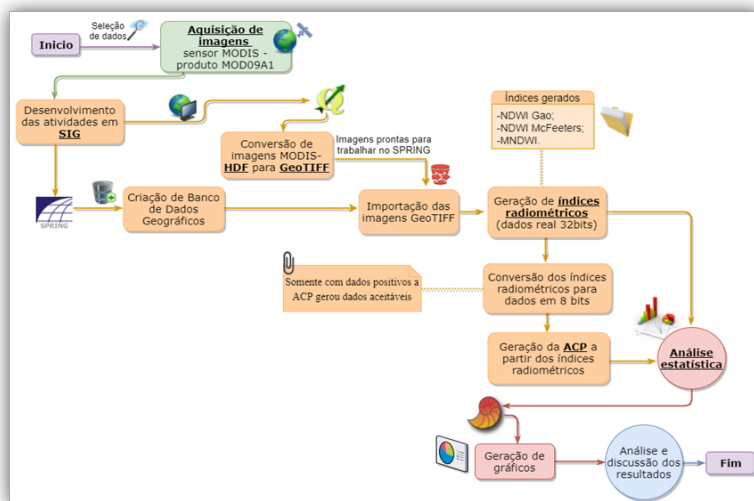 Seleção
de dados
Inicio
Aquisição de
imagens
sensor MODIS -
produto MOD09A1
Desenvolvimento
das atividades em
SIG
Conversão de
imagens MODIS-
HDF para GeoTIFF
Imagens prontas para
trabalhar no SPRING
Índices gerados
-NDWI Gao;
-NDWI McFeeters;
-MNDWI.
SPRING
Criação de Banco
de Dados
Geográficos
Importação das
imagens GeoTIFF
Geração de índices
radiométricos
(dados real 32bits)
Somente com dados positivos a
ACP gerou dados aceitáveis
Conversão dos índices
radiométricos para
dados em 8 bits
Geração da ACP a
partir dos índices
radiométricos
Análise
estatística
Geração de
gráficos
Análise e
discussão dos
resultados
Fim